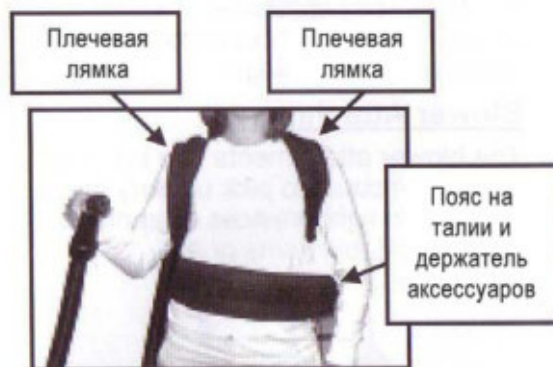 Плечевая
лямка
Плечевая
лямка
Пояс на
талии и
держатель
аксессуаров